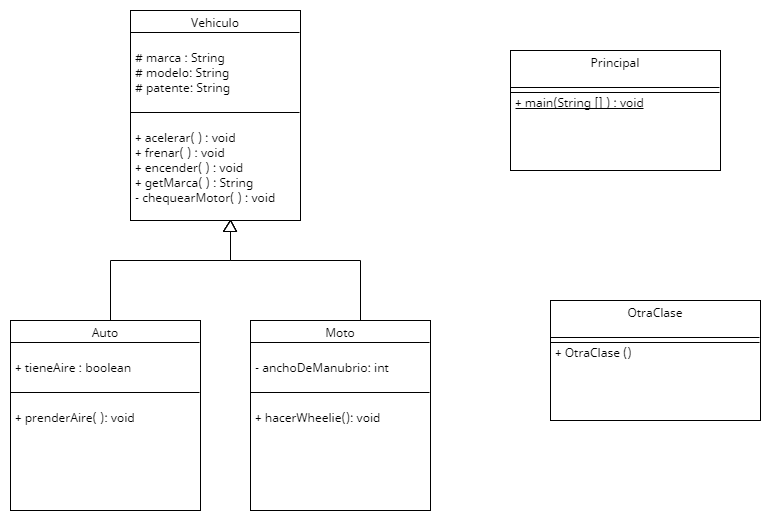 Vehiculo
# marca : String
# modelo: String
# patente: String
+ acelerar( ) : void
+ frenar( ) : void
+ encender( ) : void
+ getMarca( ) : String
- chequearMotor( ) : void
Principal
+ main(String [] ) : void
Auto
+ tieneAire : boolean
+ prenderAire( ): void
Moto
- anchoDeManubrio: int
+ hacerWheelie(): void
OtraClase
+ OtraClase ()